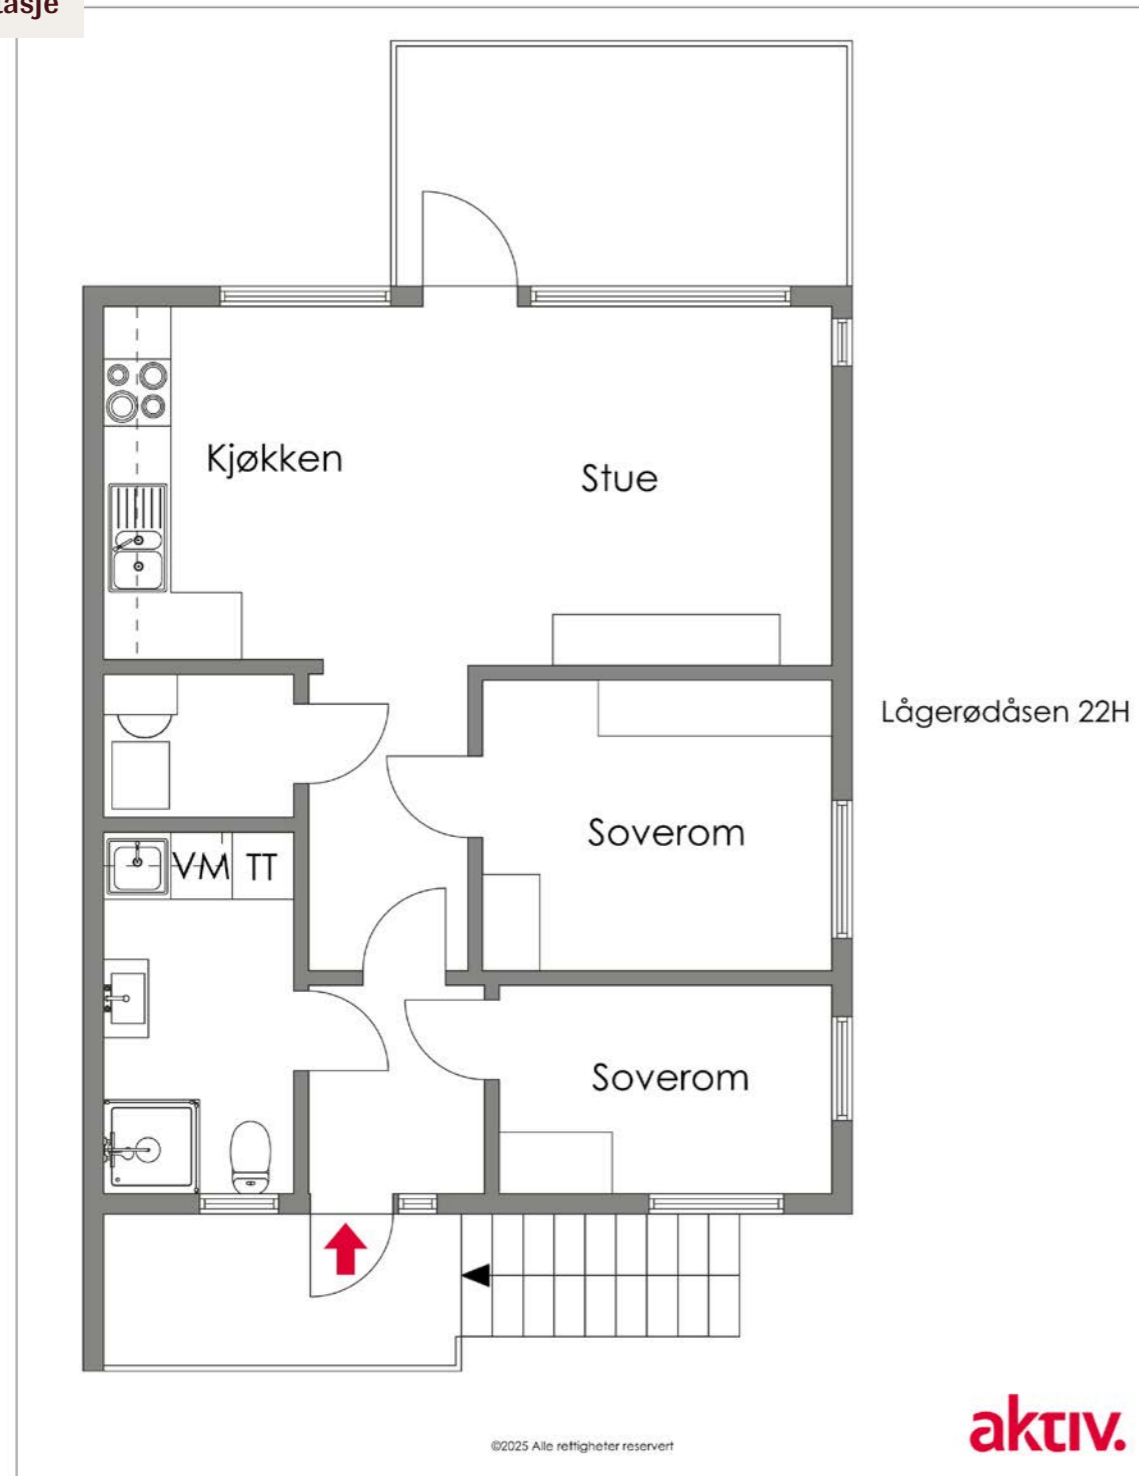 Kjøkken
Stue
Lågerødåsen 22H
Soverom
VM TT
Soverom
©2025 Alle rettigheter reservert
aktiv.